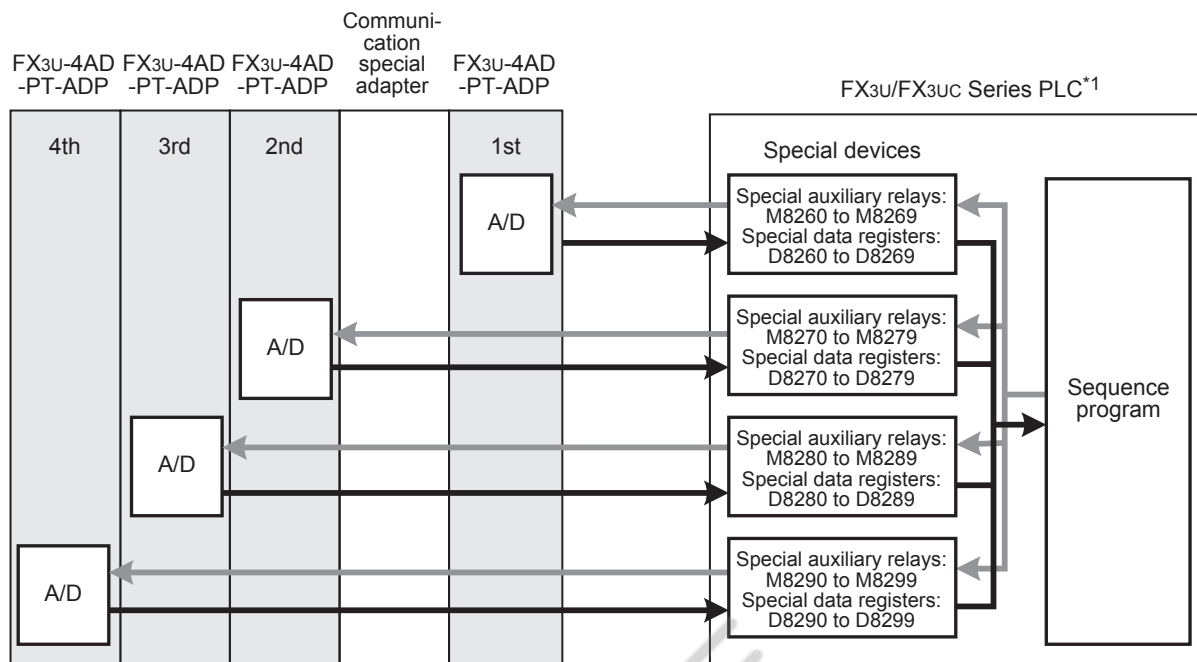 FX3U-4AD
-PT-ADP
FX3U-4AD
-PT-ADP
FX3U-4AD
-PT-ADP
Communi-
cation
special
adapter
FX3U-4AD
-PT-ADP
FX3U/FX3UC Series PLC*1
4th
3rd
2nd
1st
Special devices
A/D
Special auxiliary relays:
M8260 to M8269
Special data registers:
D8260 to D8269
A/D
Special auxiliary relays:
M8270 to M8279
Special data registers:
D8270 to D8279
Sequence
program
A/D
Special auxiliary relays:
M8280 to M8289
Special data registers:
D8280 to D8289
A/D
Special auxiliary relays:
M8290 to M8299
Special data registers:
D8290 to D8299